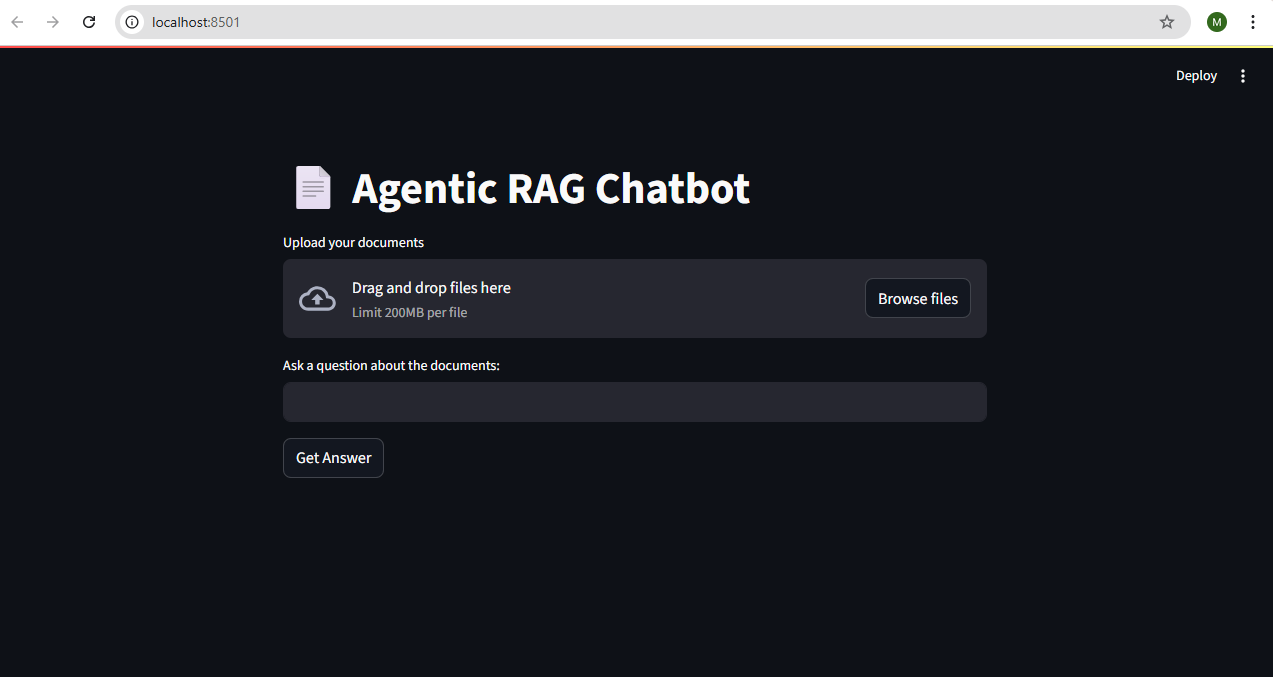 localhost:8501
M
Deploy
Agentic RAG Chatbot
Upload your documents
Drag and drop files here
Limit 200MB per file
Browse files
Ask a question about the documents:
Get Answer